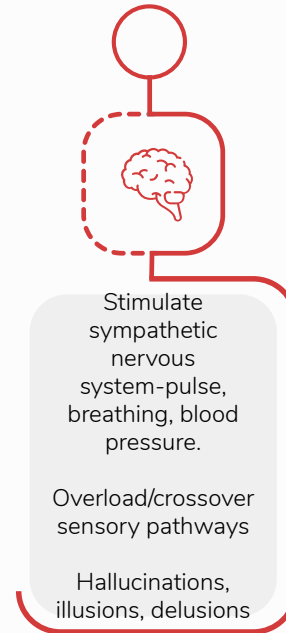 Stimulate
sympathetic
nervous
system-pulse,
breathing, blood
pressure.
Overload/crossover
sensory pathways
Hallucinations,
illusions, delusions